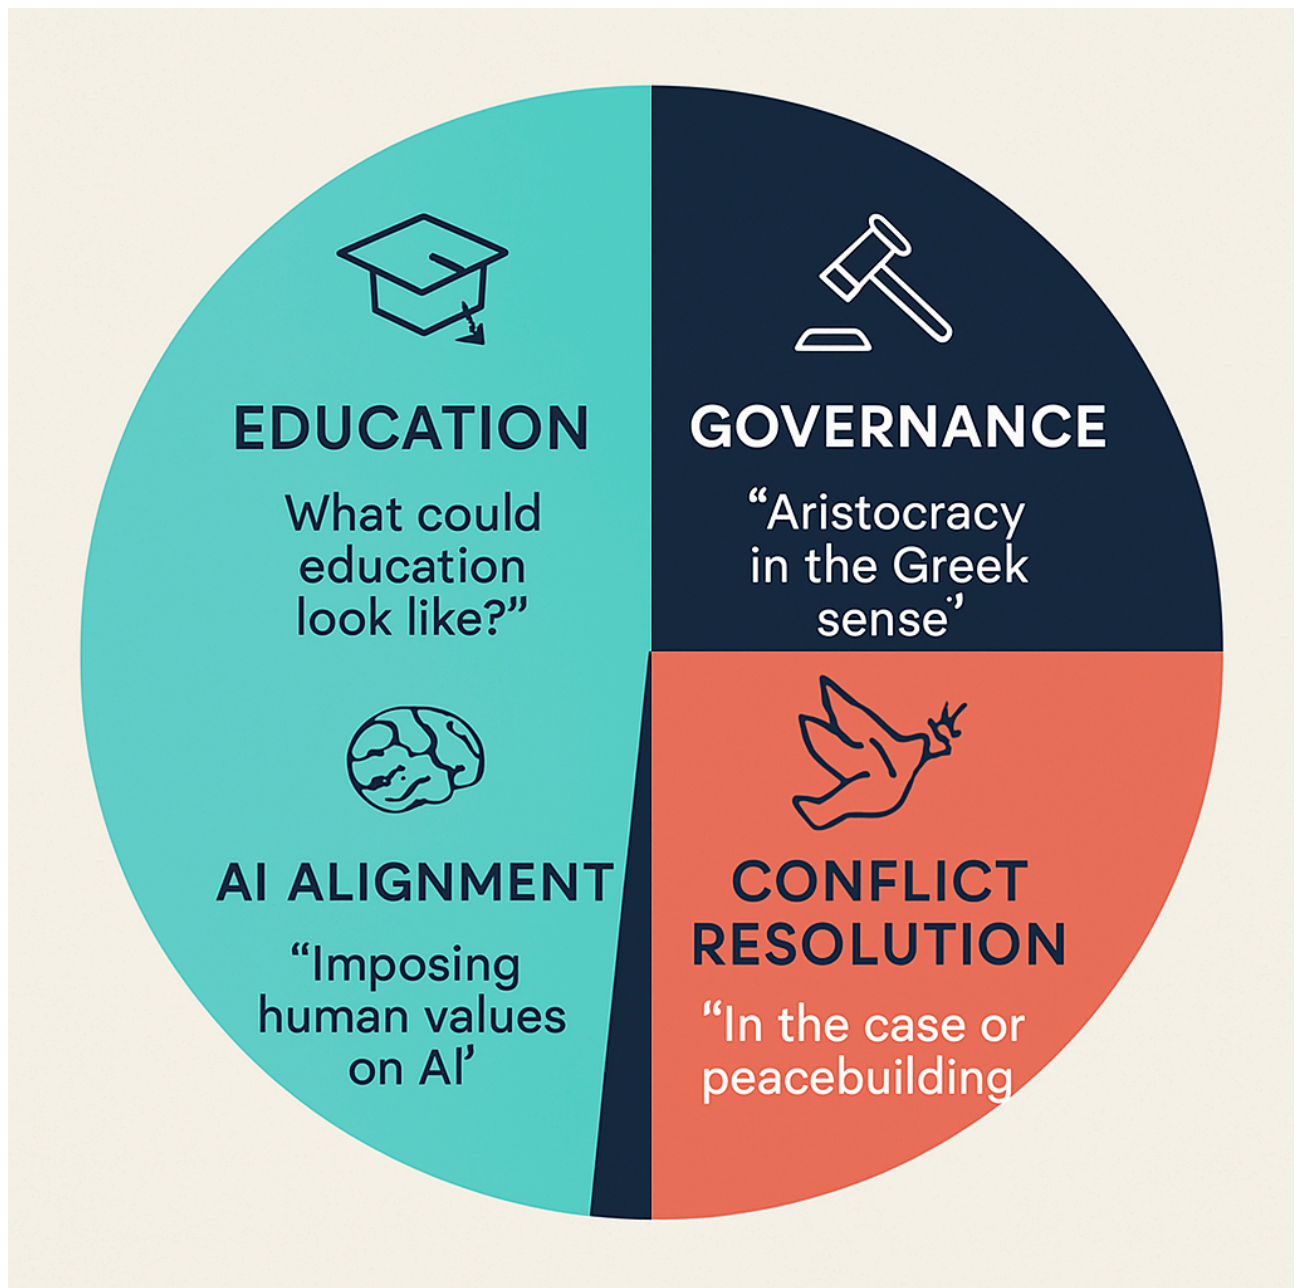 EDUCATION
What could
education
look like?”
GOVERNANCE
“Aristocracy
in the Greek
sense’
AI ALIGNMENT
“Imposing
human values
on AI’
CONFLICT
RESOLUTION
“In the case or
peacebuilding